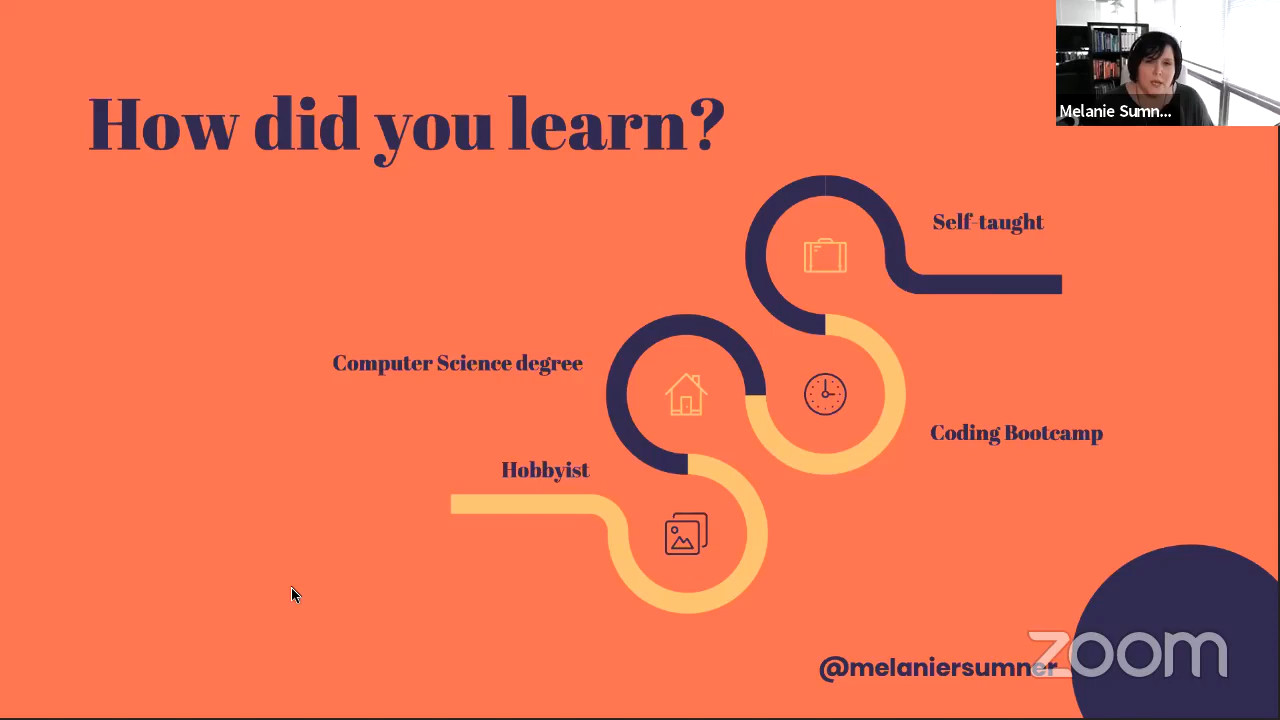 How did you learn?
Melanie Sumn...
Self-taught
Computer Science degree
Coding Bootcamp
Hobbyist
@melaniersumner
zoom